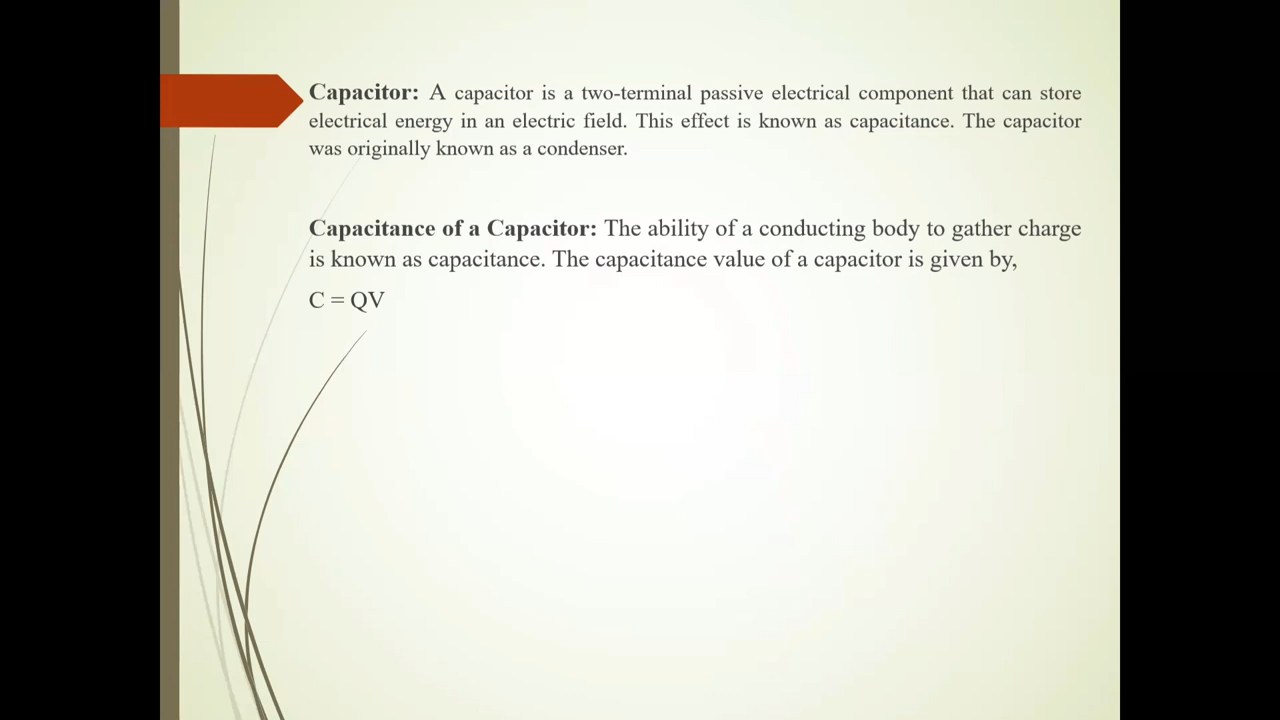 Capacitor: A capacitor is a two-terminal passive electrical component that can store
electrical energy in an electric field. This effect is known as capacitance. The capacitor
was originally known as a condenser.
Capacitance of a Capacitor: The ability of a conducting body to gather charge
is known as capacitance. The capacitance value of a capacitor is given by,
C = QV